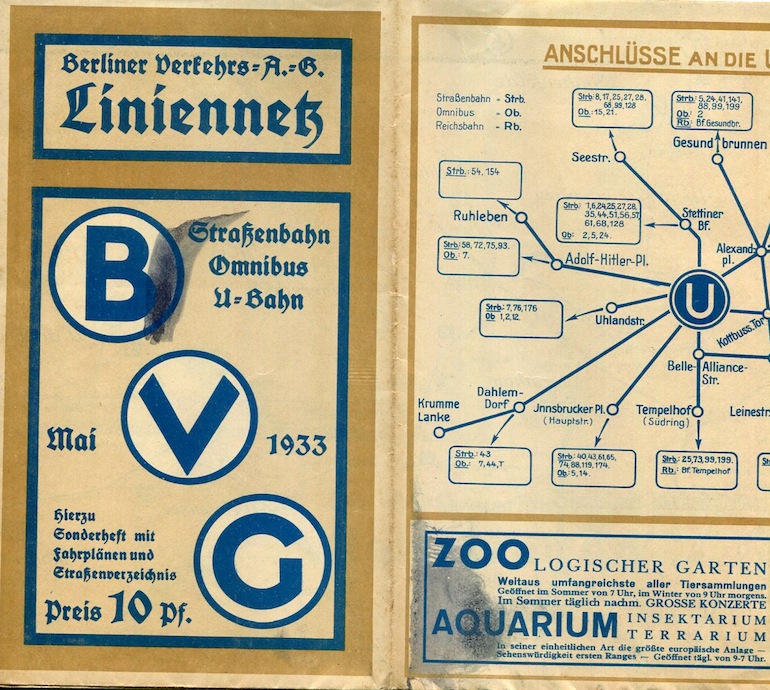 Berliner Verkehrs-A.-G.
Liniennetz
B
Straßenbahn
Omnibus
U-Bahn
V
Mai
1933
G
Hierzu
Sonderheft mit
Fahrplänen und
Straßenverzeichnis
Preis 10 Pf.
ANSCHLÜSSE AN DIE U
Straßenbahn - Strb.
Omnibus - Ob.
Reichsbahn - Rb.
Strb: 8, 17, 25, 27, 28,
68, 99, 128
Ob.: 15, 21.
Strb.: 5, 24, 41, 141,
88, 99, 199
Ob.: 2
Rb.: Bf. Gesundbr.
Seestr.
Gesundbrunnen
Strb.: 54, 154
Strb: 1, 6, 24, 25, 27, 28,
35, 44, 51, 56, 57,
61, 68, 128
Ob: 2, 5, 24.
Stettiner
Bf.
Ruhleben
Strb.: 58, 72, 75, 93.
Ob.: 7.
Adolf-Hitler-Pl.
Alexand.
pl.
U
Strb.: 7, 76, 176
Ob 1, 2, 12.
Uhlandstr.
Kottbuss. Tor
Belle-Alliance-
Str.
Krumme
Lanke
Dahlem-
Dorf
Jnnsbrucker Pl.
(Hauptstr.)
Tempelhof
(Südring)
Leinestr.
Strb.: 43
Ob.: 7, 44, T
Strb.: 40, 43, 61, 65,
74, 88, 119, 174.
Ob.: 5, 14.
Strb.: 25, 73, 99, 199.
Rb.: Bf. Tempelhof
ZOOLOGISCHER GARTEN
Weltaus umfangreichste aller Tiersammlungen
Geöffnet im Sommer von 7 Uhr, im Winter von 9 Uhr morgens.
Im Sommer täglich nachm. GROSSE KONZERTE
AQUARIUM INSEKTARIUM
TERRARIUM
In seiner einheitlichen Art die größte europäische Anlage —
Sehenswürdigkeit ersten Ranges — Geöffnet tägl. von 9-7 Uhr.